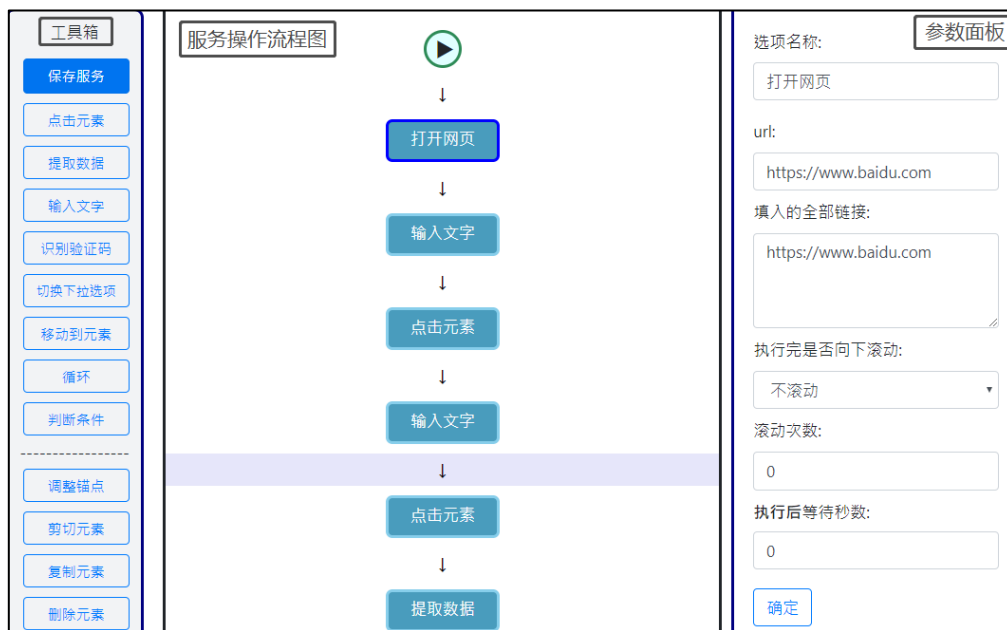 工具箱
保存服务
点击元素
提取数据
输入文字
识别验证码
切换下拉选项
移动到元素
循环
判断条件
调整锚点
剪切元素
复制元素
删除元素
服务操作流程图
打开网页
输入文字
点击元素
输入文字
点击元素
提取数据
参数面板
选项名称:
打开网页
url:
https://www.baidu.com
填入的全部链接:
https://www.baidu.com
执行完是否向下滚动:
不滚动
滚动次数:
0
执行后等待秒数:
0
确定